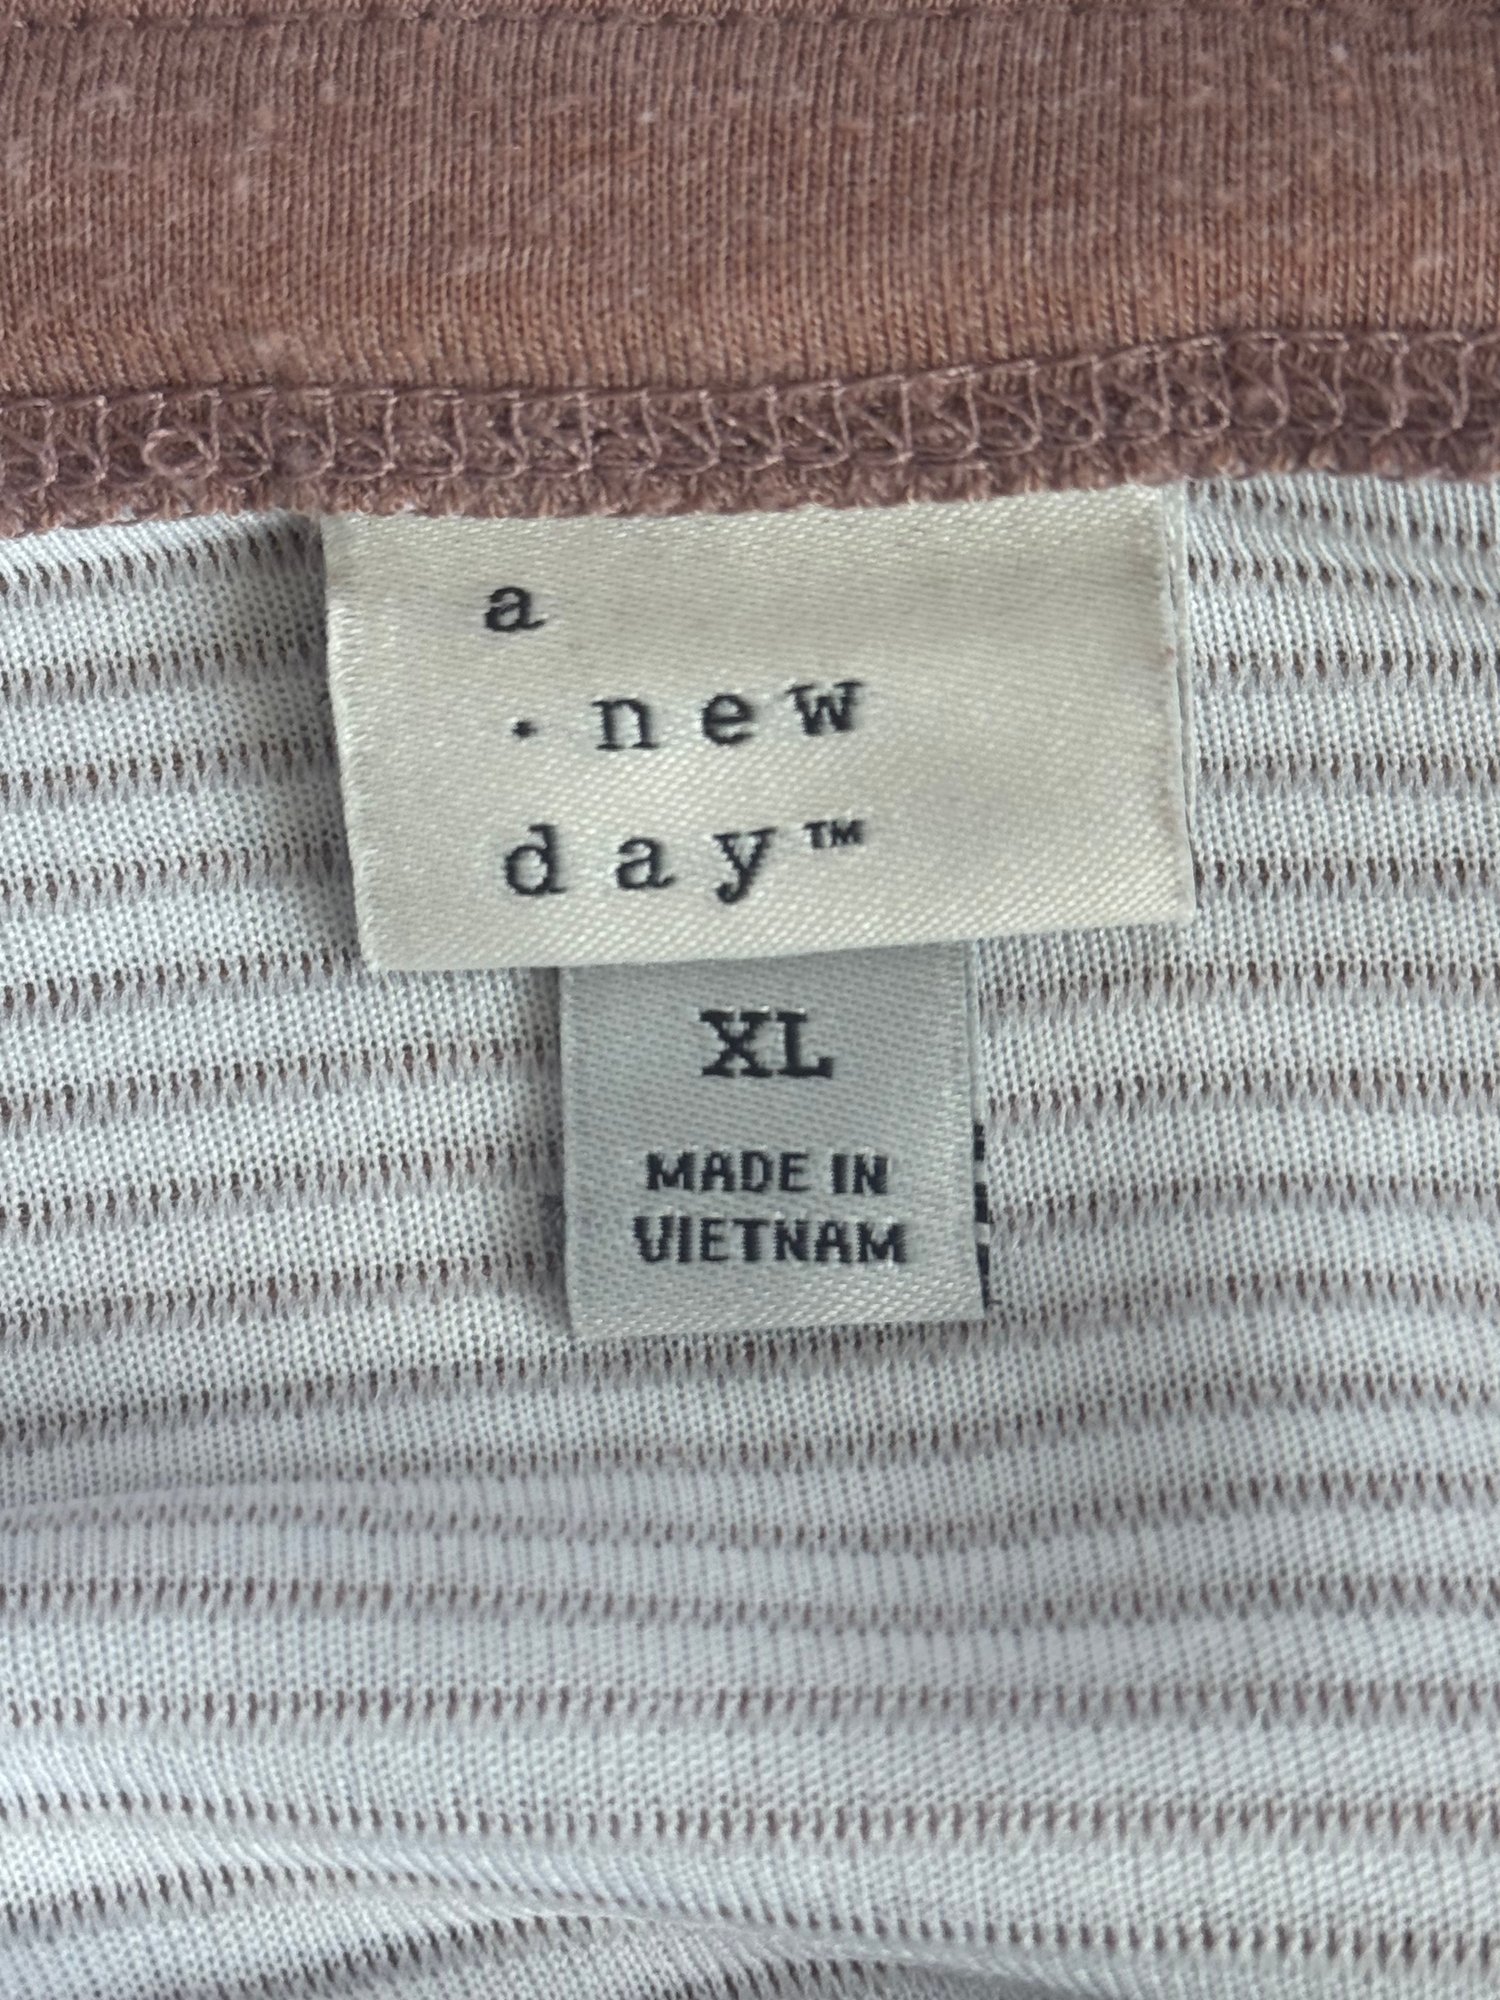 a
· new
day™
XL
MADE IN
VIETNAM